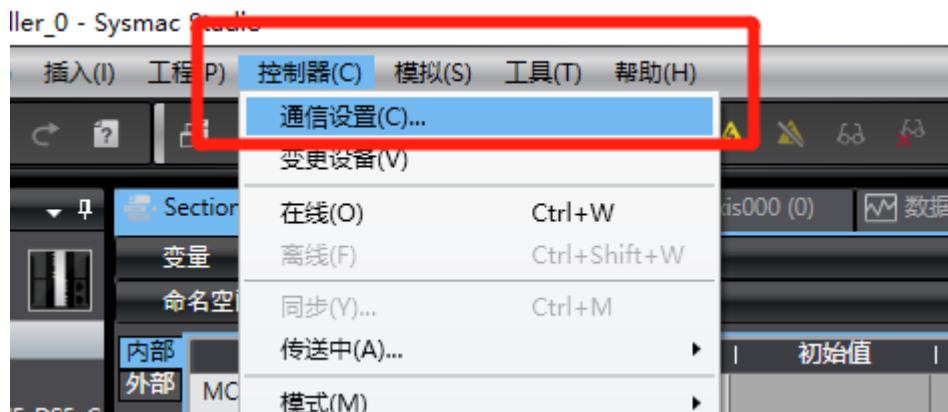 ller_0 - Sysmac Studio
插入(I) 工程(P) 控制器(C) 模拟(S) 工具(T) 帮助(H)
通信设置(C)...
变更设备(V)
Section
在线(O) Ctrl+W
xis000 (0)
数据
变量
离线(F) Ctrl+Shift+W
命名空间
同步(Y)... Ctrl+M
内部
传送中(A)...
初始值
外部
MC
模式(M)